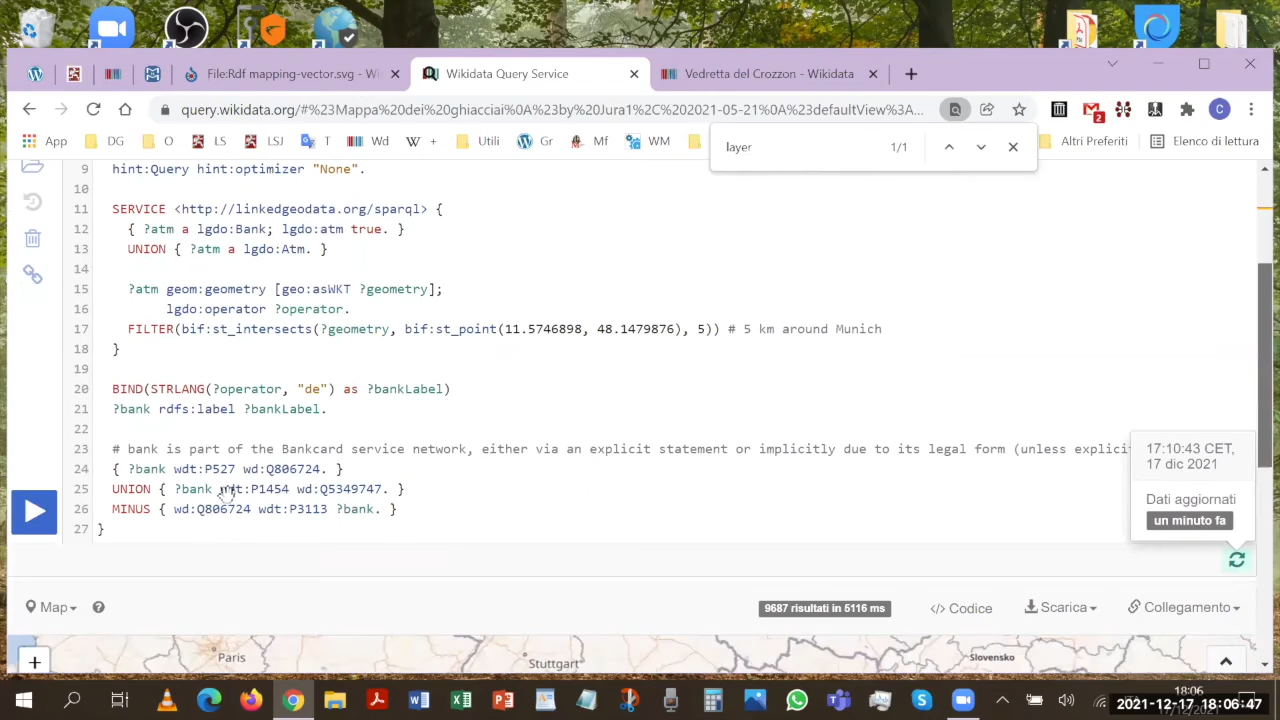 File:Rdf mapping-vector.svg - Wi
Wikidata Query Service
Vedretta del Crozzon - Wikidata
query.wikidata.org/#%23Mappa%20dei%20ghiacciai%0A%23by%20Jura1%2C%202021-05-21%0A%23defaultView%3A...
2
C
App
DG
O
LS
LSJ
T
Wd
+
Utili
Gr
Mf
WM
Altri Preferiti
Elenco di lettura
layer
1/1
9 hint:Query hint:optimizer "None".
10
11 SERVICE <http://linkedgeodata.org/sparql> {
12 { ?atm a lgdo:Bank; lgdo:atm true. }
13 UNION { ?atm a lgdo:Atm. }
14
15 ?atm geom:geometry [geo:asWKT ?geometry];
16 lgdo:operator ?operator.
17 FILTER(bif:st_intersects(?geometry, bif:st_point(11.5746898, 48.1479876), 5)) # 5 km around Munich
18 }
19
20 BIND(STRLANG(?operator, "de") as ?bankLabel)
21 ?bank rdfs:label ?bankLabel.
22
23 # bank is part of the Bankcard service network, either via an explicit statement or implicitly due to its legal form (unless explicit
24 { ?bank wdt:P527 wd:Q806724. }
25 UNION { ?bank wdt:P1454 wd:Q5349747. }
26 MINUS { wd:Q806724 wdt:P3113 ?bank. }
27 }
17:10:43 CET,
17 dic 2021
Dati aggiornati
un minuto fa
Map
9687 risultati in 5116 ms
</> Codice
Scarica
Collegamento
+
Paris
Stuttgart
Slovensko
18:06
2021-12-17 18:06:47